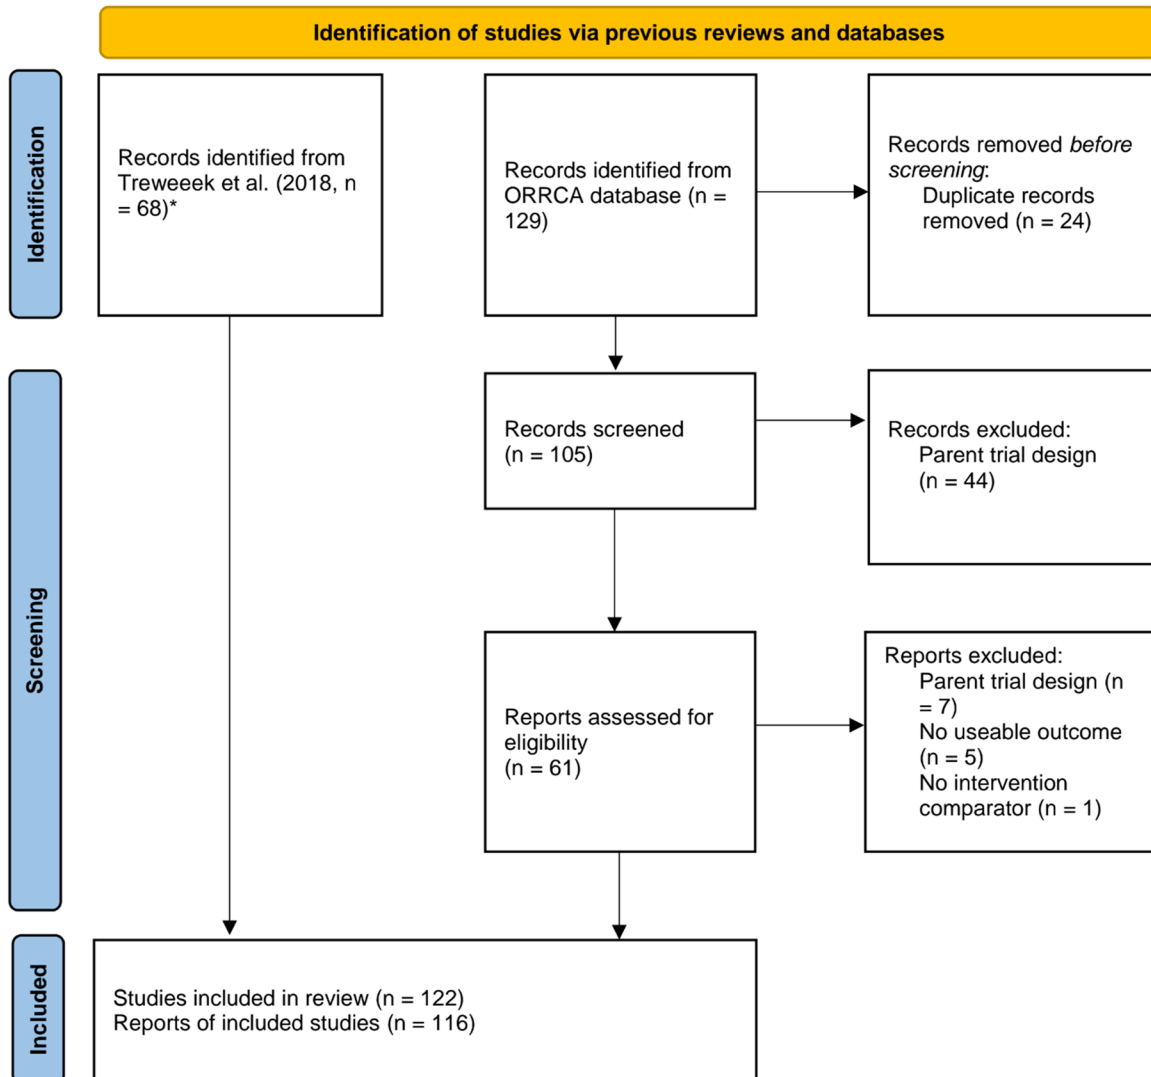 Identification of studies via previous reviews and databases
Identification
Records identified from
Treweeek et al. (2018, n
= 68)*
Records identified from
ORRCA database (n =
129)
Records removed before
screening:
Duplicate records
removed (n = 24)
Screening
Records screened
(n = 105)
Records excluded:
Parent trial design
(n = 44)
Reports assessed for
eligibility
(n = 61)
Reports excluded:
Parent trial design (n
= 7)
No useable outcome
(n = 5)
No intervention
comparator (n = 1)
Included
Studies included in review (n = 122)
Reports of included studies (n = 116)